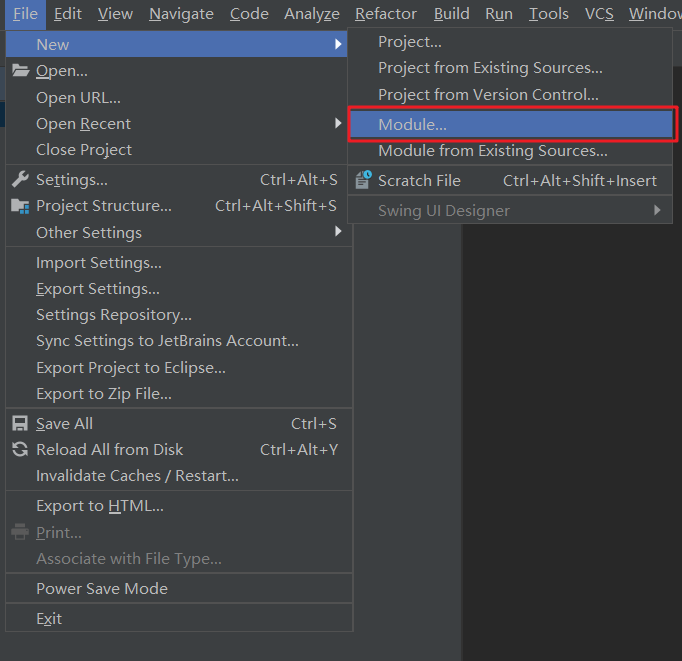 File Edit View Navigate Code Analyze Refactor Build Run Tools VCS
New
Open...
Open URL...
Open Recent
Close Project
Settings... Ctrl+Alt+S
Project Structure... Ctrl+Alt+Shift+S
Other Settings
Import Settings...
Export Settings...
Settings Repository...
Sync Settings to JetBrains Account...
Export Project to Eclipse...
Export to Zip File...
Save All Ctrl+S
Reload All from Disk Ctrl+Alt+Y
Invalidate Caches / Restart...
Export to HTML...
Print...
Associate with File Type...
Power Save Mode
Exit
Project...
Project from Existing Sources...
Project from Version Control...
Module...
Module from Existing Sources...
Scratch File Ctrl+Alt+Shift+Insert
Swing UI Designer